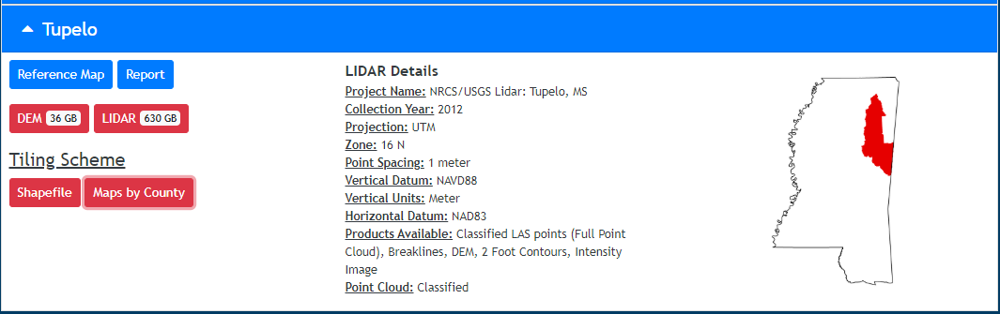 Tupelo
Reference Map Report
DEM 36 GB LIDAR 630 GB
Tiling Scheme
Shapefile Maps by County
LIDAR Details
Project Name: NRCS/USGS Lidar: Tupelo, MS
Collection Year: 2012
Projection: UTM
Zone: 16 N
Point Spacing: 1 meter
Vertical Datum: NAVD88
Vertical Units: Meter
Horizontal Datum: NAD83
Products Available: Classified LAS points (Full Point
Cloud), Breaklines, DEM, 2 Foot Contours, Intensity
Image
Point Cloud: Classified